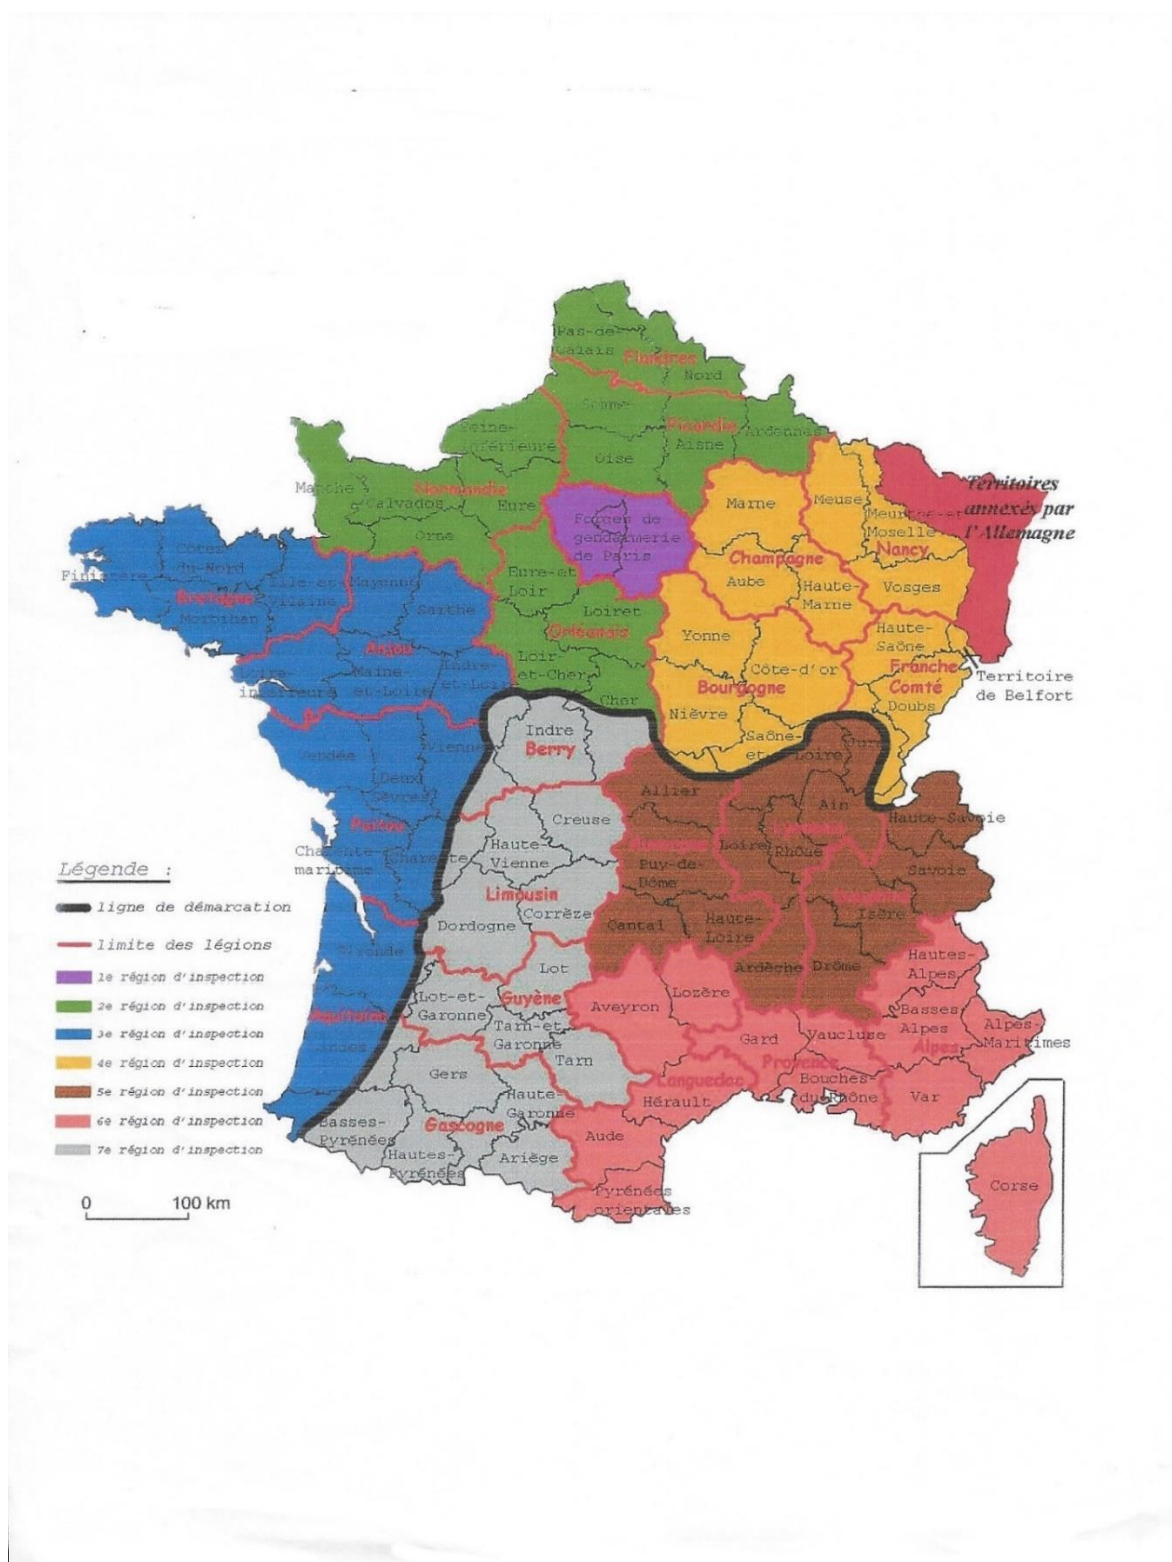 Pas-de-
Calais
Flandres
Nord
Somme
Picardie
Ardennes
Aisne
Oise
Seine-
Inférieure
Normandie
Manche
Calvados
Eure
Orne
Forces de
gendarmerie
de Paris
Marne
Meuse
Meurthe-et
Moselle
Nancy
Territoires
annexés par
l'Allemagne
Champagne
Aube
Haute-
Marne
Vosges
Finistère
Côtes-
du-Nord
Bretagne
Morbihan
Ille-et-
Vilaine
Mayenne
Sarthe
Anjou
Maine-
et-Loire
Loire-
inférieure
Indre-
et-Loire
Eure-et
Loir
Loiret
Orléanais
Loir-
et-Cher
Cher
Yonne
Côte-d'or
Bourgogne
Nièvre
Saône-
et-Loire
Haute-
Saône
Franche
Comté
Doubs
Territoire
de Belfort
Jura
Vendée
Vienne
Deux
Sèvres
Poitou
Charente-
maritime
Charente
Indre
Berry
Creuse
Haute-
Vienne
Limousin
Corrèze
Dordogne
Allier
Puy-de-
Dôme
Cantal
Haute-
Loire
Loire
Rhône
Ain
Haute-Savoie
Savoie
Isère
Ardèche
Drôme
Gironde
Aquitaine
Landes
Lot
Lot-et-
Garonne
Guyène
Tarn-et
Garonne
Tarn
Gers
Haute-
Garonne
Gascogne
Basses-
Pyrénées
Hautes-
Pyrénées
Ariège
Aveyron
Lozère
Gard
Vaucluse
Provence
Languedoc
Hérault
Bouches-
du-Rhône
Hautes-
Alpes
Basses
Alpes
Alpes
Alpes-
Maritimes
Var
Aude
Pyrénéds
orientales
Corse
Légende :
ligne de démarcation
limite des légions
1e région d'inspection
2e région d'inspection
3e région d'inspection
4e région d'inspection
5e région d'inspection
6e région d'inspection
7e région d'inspection
0 100 km